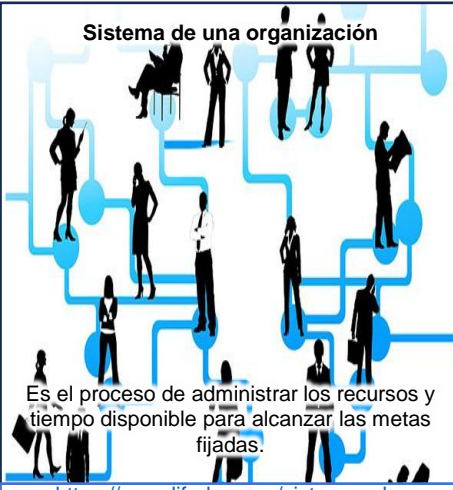 Sistema de una organización
Es el proceso de administrar los recursos y
tiempo disponible para alcanzar las metas
fijadas.